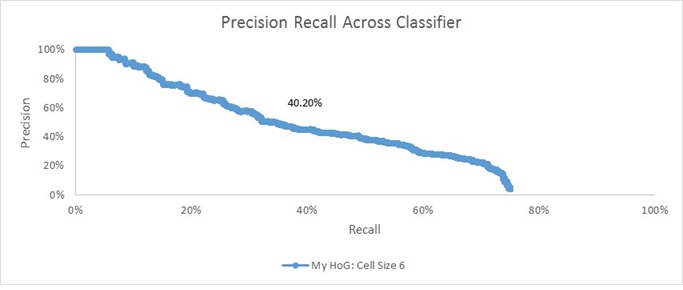 Precision Recall Across Classifier
100%
80%
60%
40%
20%
0%
Precision
40.20%
0% 20% 40% 60% 80% 100%
Recall
My HoG: Cell Size 6